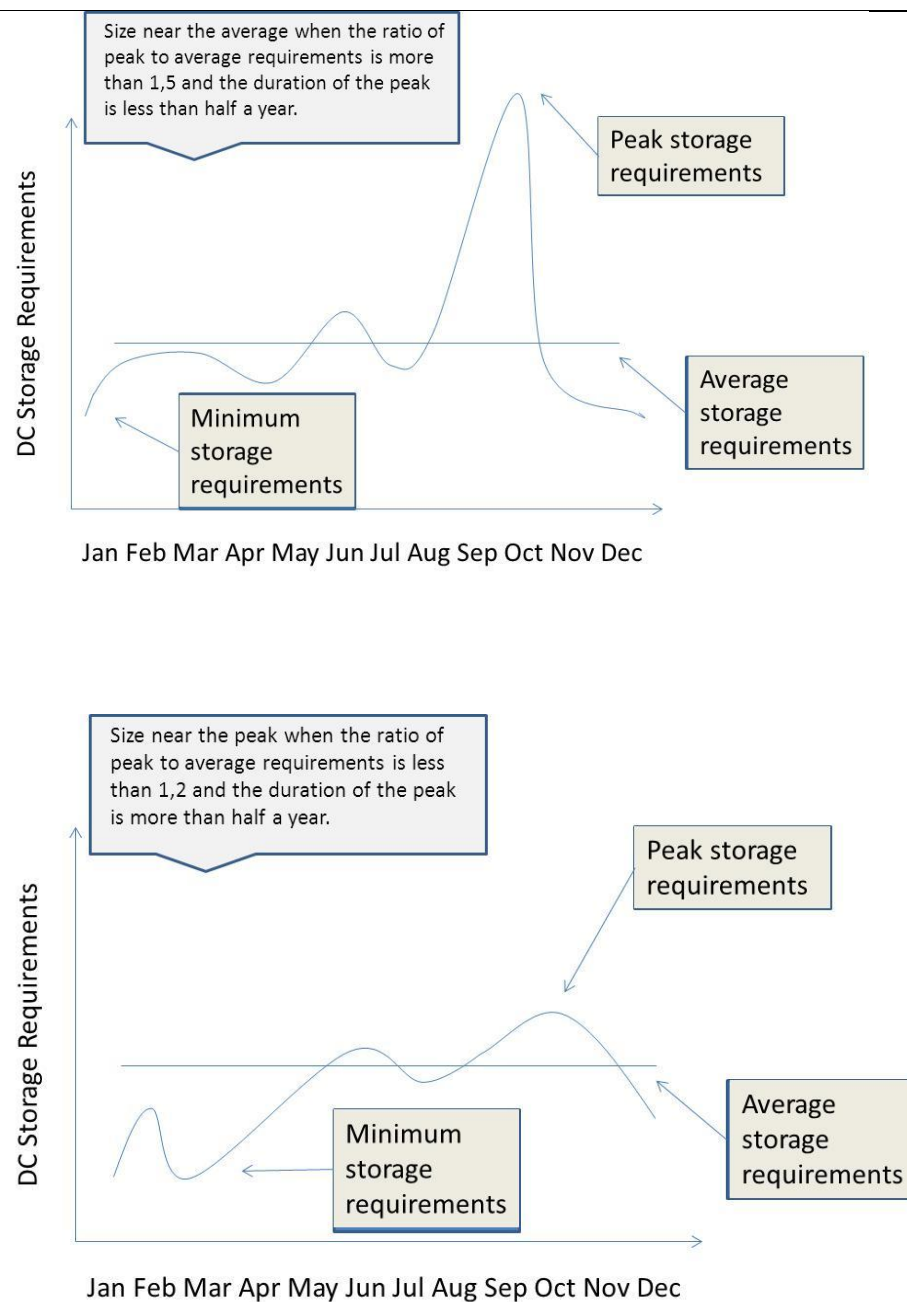 Size near the average when the ratio of
peak to average requirements is more
than 1,5 and the duration of the peak
is less than half a year.
Peak storage
requirements
DC Storage Requirements
Average
storage
requirements
Minimum
storage
requirements
Jan Feb Mar Apr May Jun Jul Aug Sep Oct Nov Dec
Size near the peak when the ratio of
peak to average requirements is less
than 1,2 and the duration of the peak
is more than half a year.
Peak storage
requirements
DC Storage Requirements
Average
storage
requirements
Minimum
storage
requirements
Jan Feb Mar Apr May Jun Jul Aug Sep Oct Nov Dec